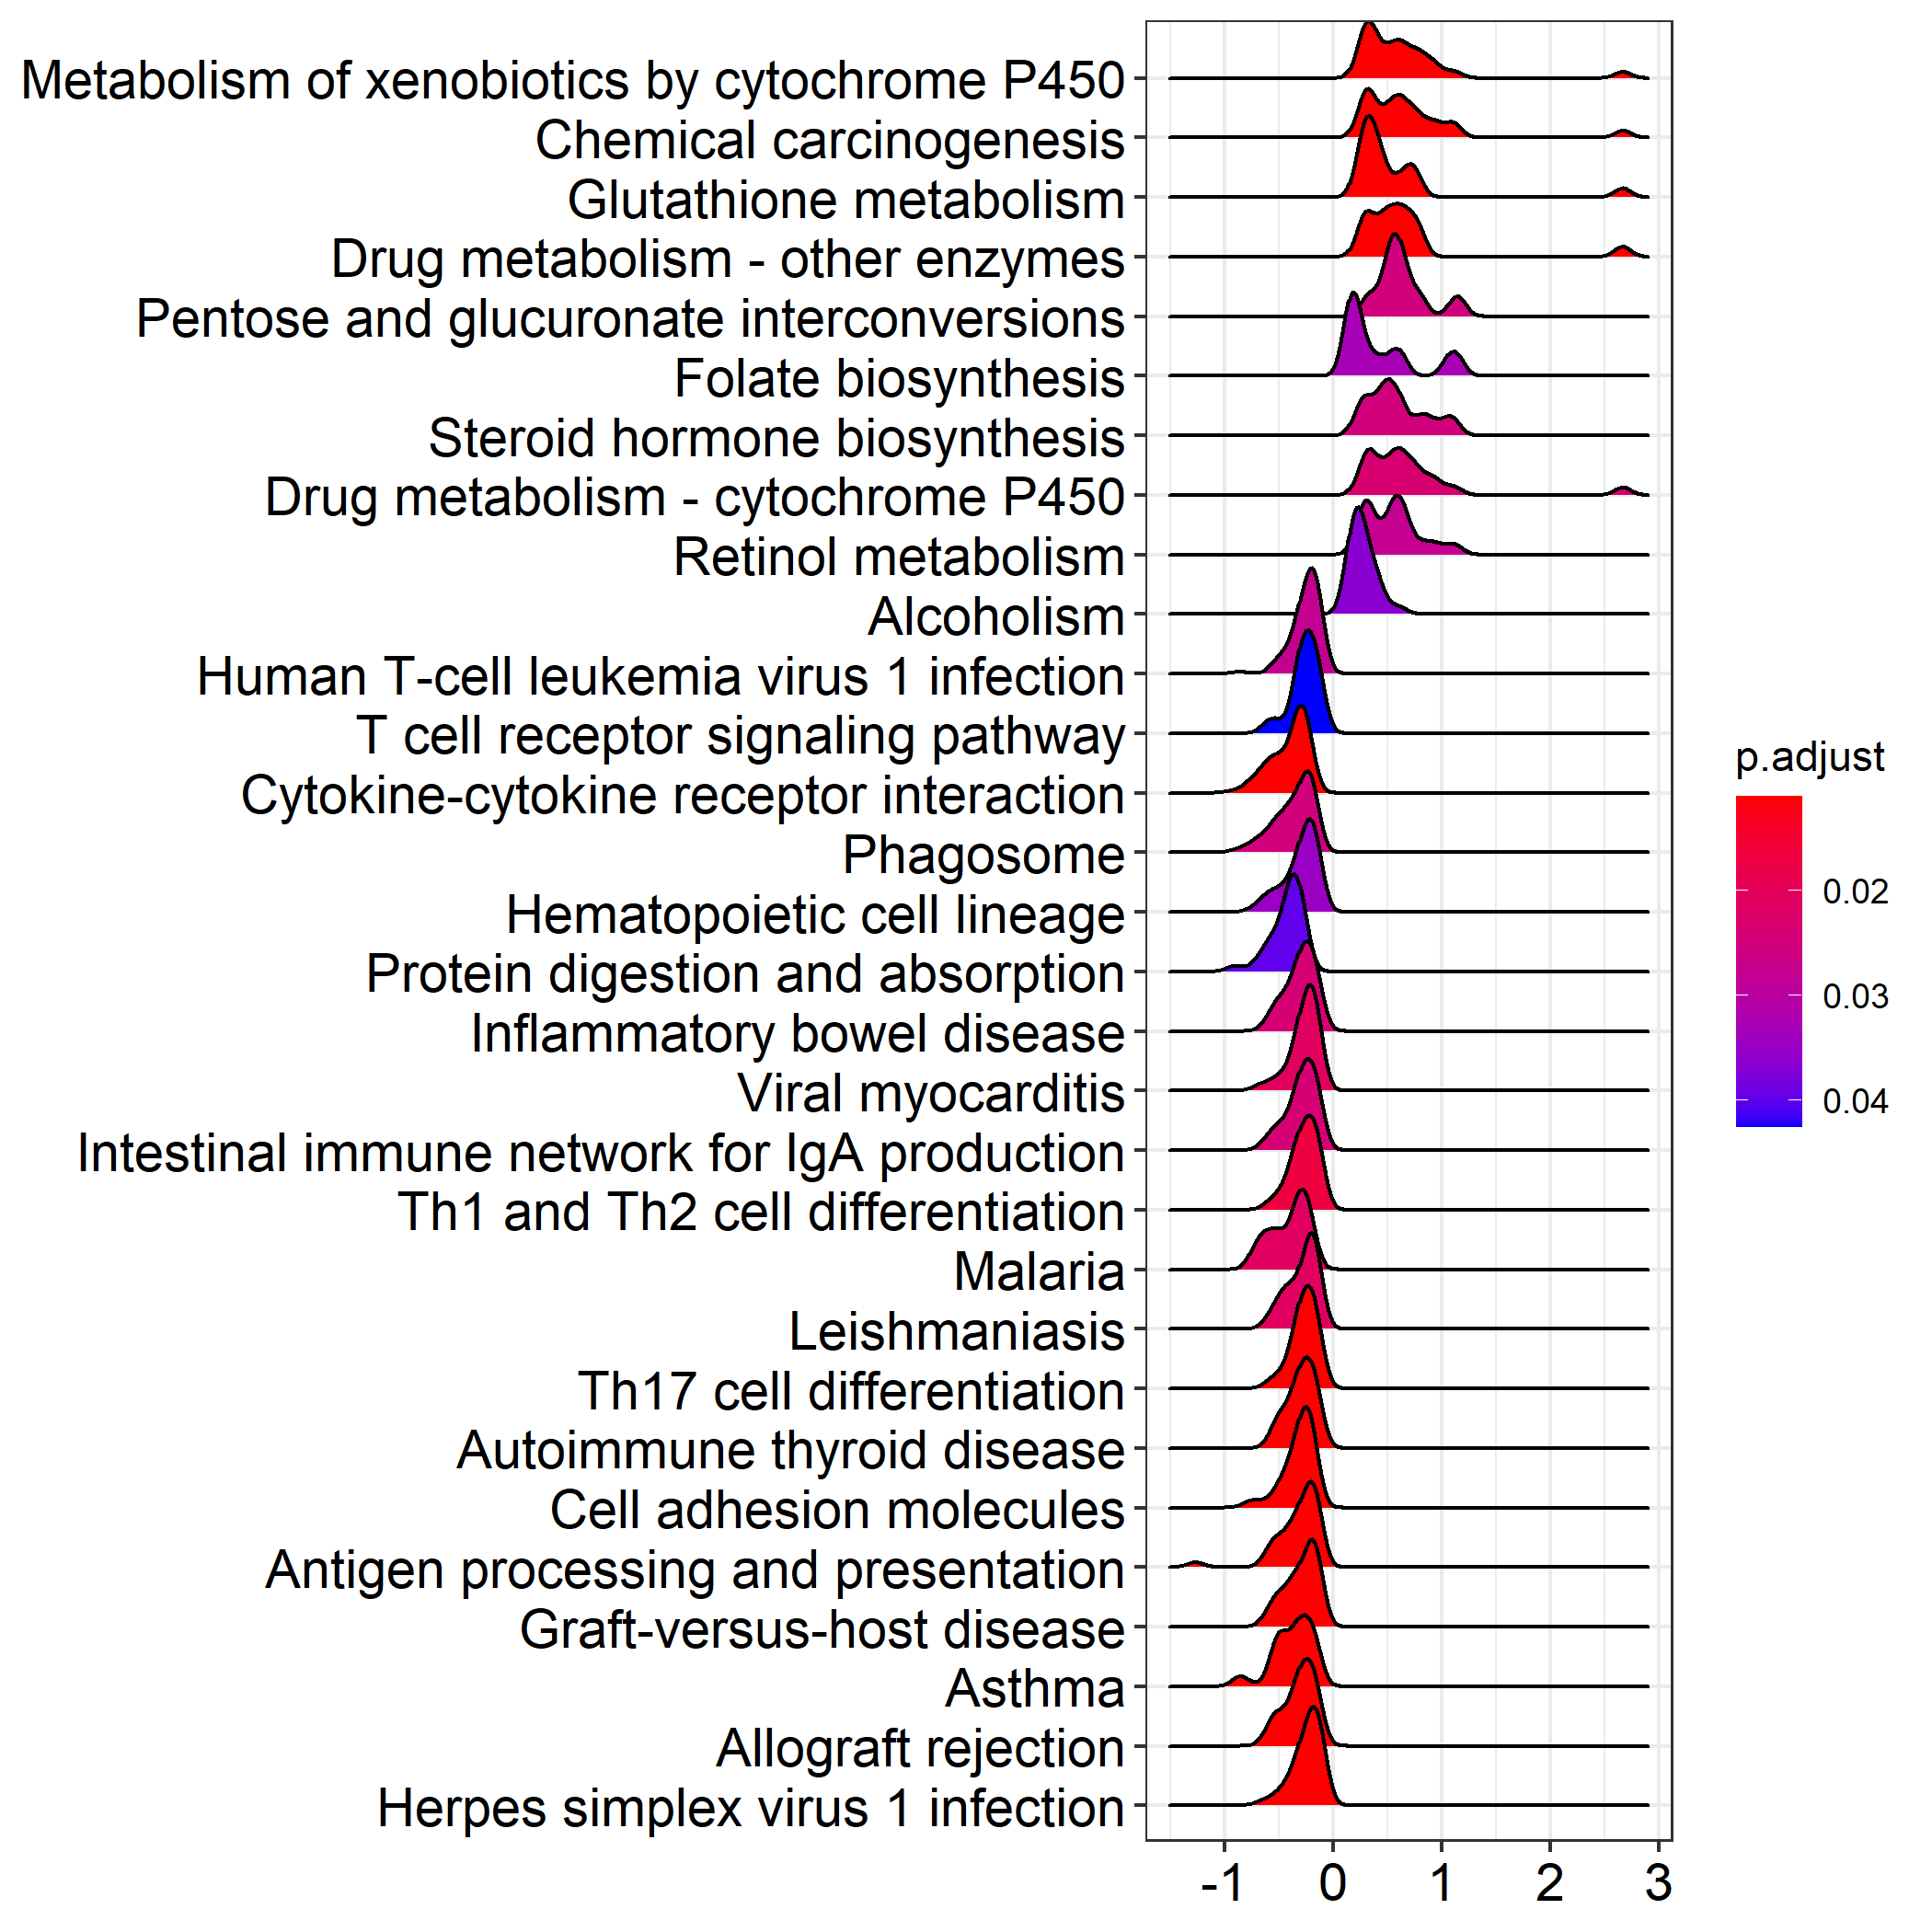 Metabolism of xenobiotics by cytochrome P450
Chemical carcinogenesis
Glutathione metabolism
Drug metabolism - other enzymes
Pentose and glucuronate interconversions
Folate biosynthesis
Steroid hormone biosynthesis
Drug metabolism - cytochrome P450
Retinol metabolism
Alcoholism
Human T-cell leukemia virus 1 infection
T cell receptor signaling pathway
Cytokine-cytokine receptor interaction
Phagosome
Hematopoietic cell lineage
Protein digestion and absorption
Inflammatory bowel disease
Viral myocarditis
Intestinal immune network for IgA production
Th1 and Th2 cell differentiation
Malaria
Leishmaniasis
Th17 cell differentiation
Autoimmune thyroid disease
Cell adhesion molecules
Antigen processing and presentation
Graft-versus-host disease
Asthma
Allograft rejection
Herpes simplex virus 1 infection
-1 0 1 2 3
p.adjust
0.02
0.03
0.04